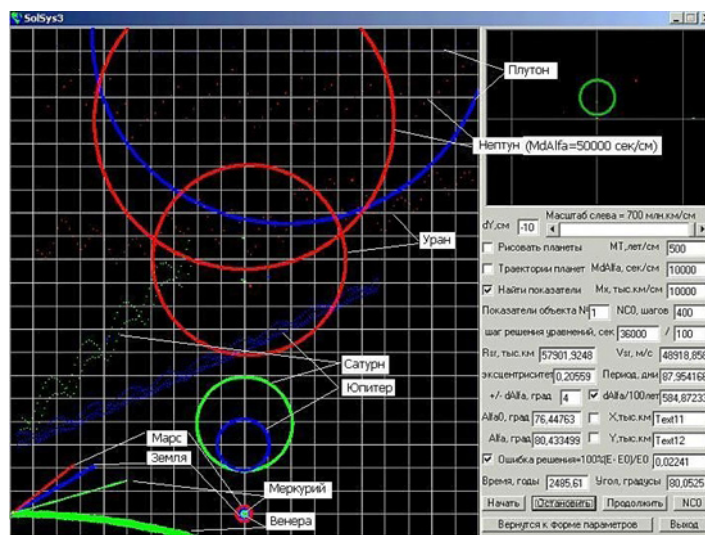 SolSys3
Плутон
Нептун (MdAlfa=50000 сек/см)
Уран
Сатурн
Юпитер
Марс
Земля
Меркурий
Венера
dY,см -10 Масштаб слева = 700 млн.км/см
Рисовать планеты MT,лет/см 500
Траектории планет MdAlfa, сек/см 10000
Найти показатели Mx, тыс.км/см 10000
Показатели объекта № 1 NC0, шагов 400
шаг решения уравнений, сек 36000 / 100
Rsr, тыс.км 57901,9248 Vsr, м/с 48918,858
эксцентриситет 0,20559 Период, дни 87,954168
+/- dAlfa, град 4 dAlfa/100лет 584,87233
Alfa0, град 76,44763 X,тыс.км Text11
Alfa, град 80,433499 Y,тыс.км Text12
Ошибка решения=100%(E- E0)/E0 0,02241
Время, годы 2485,61 Угол, градусы 80,0525
Начать Остановить Продолжить NC0
Вернутся к форме параметров Выход